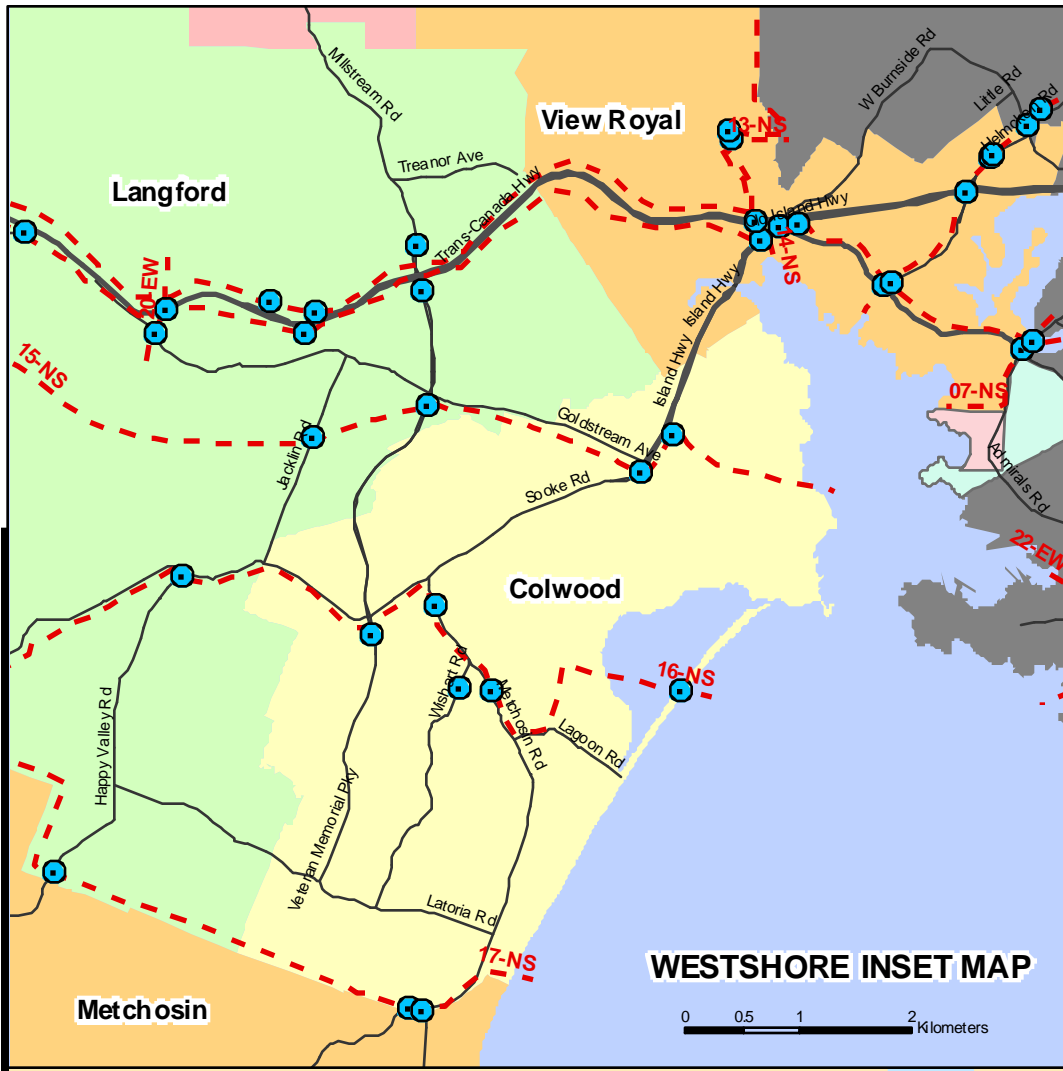 Millstream Rd
W Burnside Rd
Little Rd
Helmcken Rd
View Royal
13-NS
Treanor Ave
Langford
Trans-Canada Hwy
Old Island Hwy
14-NS
20-EW
Island Hwy
Island Hwy
15-NS
07-NS
Goldstream Ave
Jacklin Rd
Admirals Rd
Sooke Rd
22-EW
Colwood
Wishart Rd
16-NS
Metchosin Rd
Happy Valley Rd
Lagoon Rd
Veteran Memorial Pky
Latoria Rd
17-NS
WESTSHORE INSET MAP
Metchosin
0 0.5 1 2
Kilometers